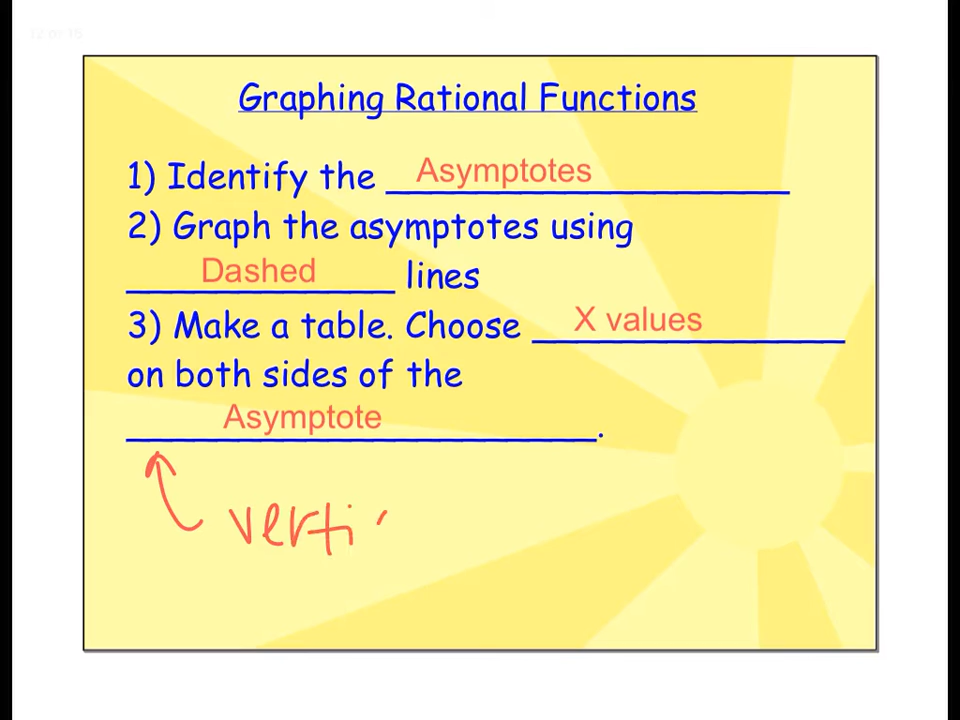 Graphing Rational Functions
1) Identify the Asymptotes
2) Graph the asymptotes using
Dashed lines
3) Make a table. Choose X values
on both sides of the
Asymptote.
verti